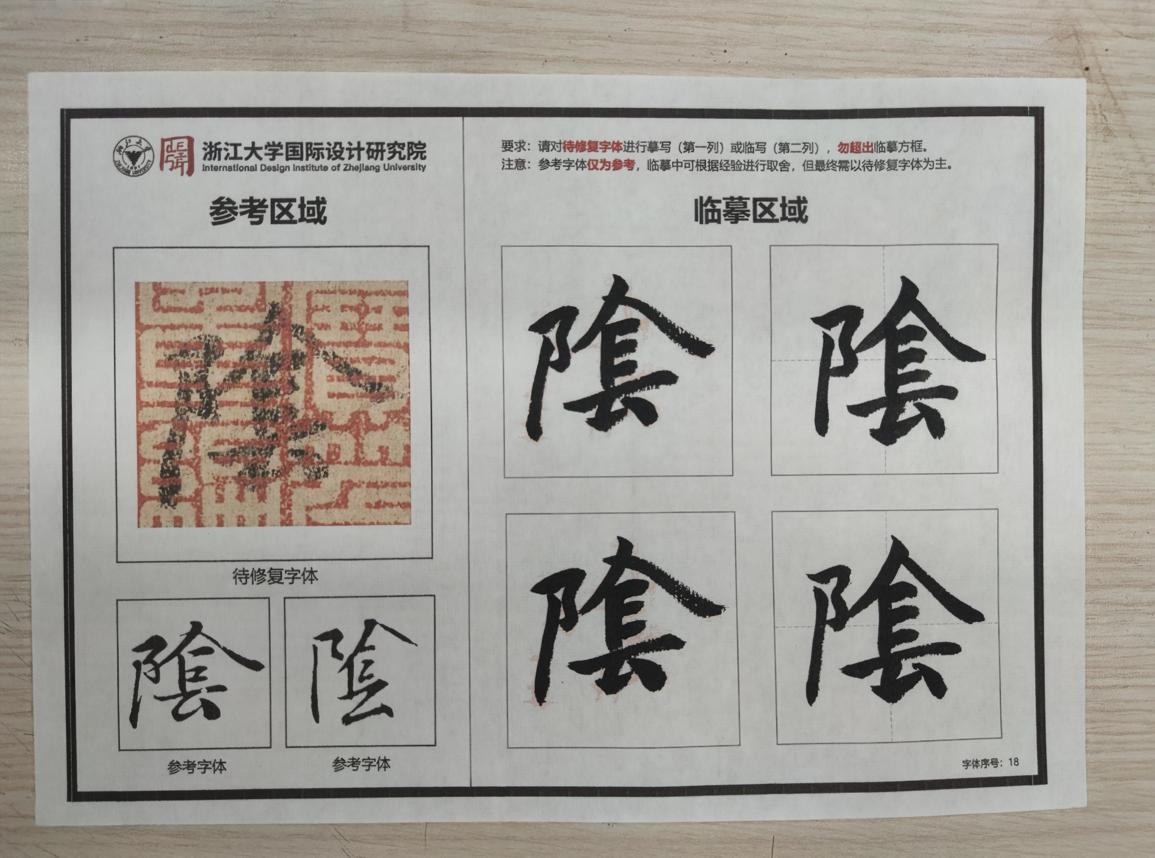 浙江大学国际设计研究院
International Design Institute of Zhejiang University
参考区域
待修复字体
陰 陰
参考字体 参考字体
要求：请对待修复字体进行摹写（第一列）或临写（第二列），勿超出临摹方框。
注意：参考字体仅为参考，临摹中可根据经验进行取舍，但最终需以待修复字体为主。
临摹区域
陰 陰
陰 陰
字体序号：18